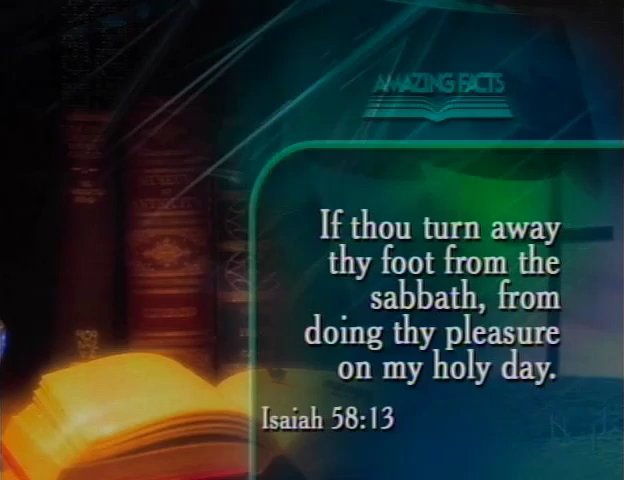 AMAZING FACTS
If thou turn away
thy foot from the
sabbath, from
doing thy pleasure
on my holy day.
Isaiah 58:13